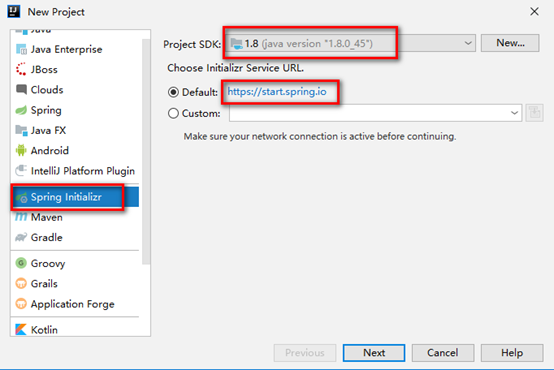 New Project
Java
Java Enterprise
JBoss
Clouds
Spring
Java FX
Android
IntelliJ Platform Plugin
Spring Initializr
Maven
Gradle
Groovy
Grails
Application Forge
Kotlin
Project SDK: 1.8 (java version "1.8.0_45") New...
Choose Initializr Service URL.
Default: https://start.spring.io
Custom:
Make sure your network connection is active before continuing.
Previous Next Cancel Help